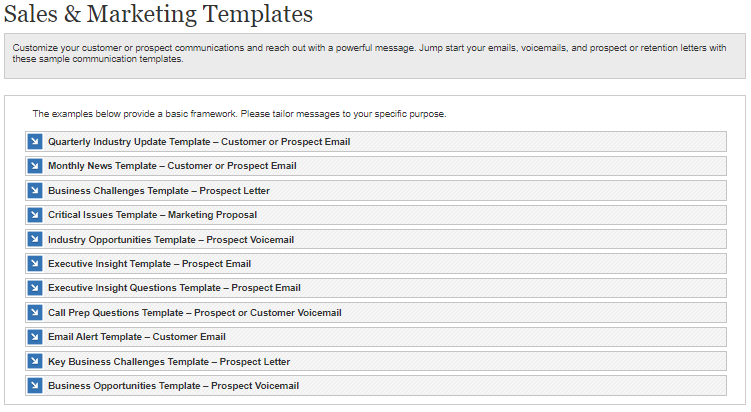 Sales & Marketing Templates
Customize your customer or prospect communications and reach out with a powerful message. Jump start your emails, voicemails, and prospect or retention letters with
these sample communication templates.
The examples below provide a basic framework. Please tailor messages to your specific purpose.
Quarterly Industry Update Template – Customer or Prospect Email
Monthly News Template – Customer or Prospect Email
Business Challenges Template – Prospect Letter
Critical Issues Template – Marketing Proposal
Industry Opportunities Template – Prospect Voicemail
Executive Insight Template – Prospect Email
Executive Insight Questions Template – Prospect Email
Call Prep Questions Template – Prospect or Customer Voicemail
Email Alert Template – Customer Email
Key Business Challenges Template – Prospect Letter
Business Opportunities Template – Prospect Voicemail